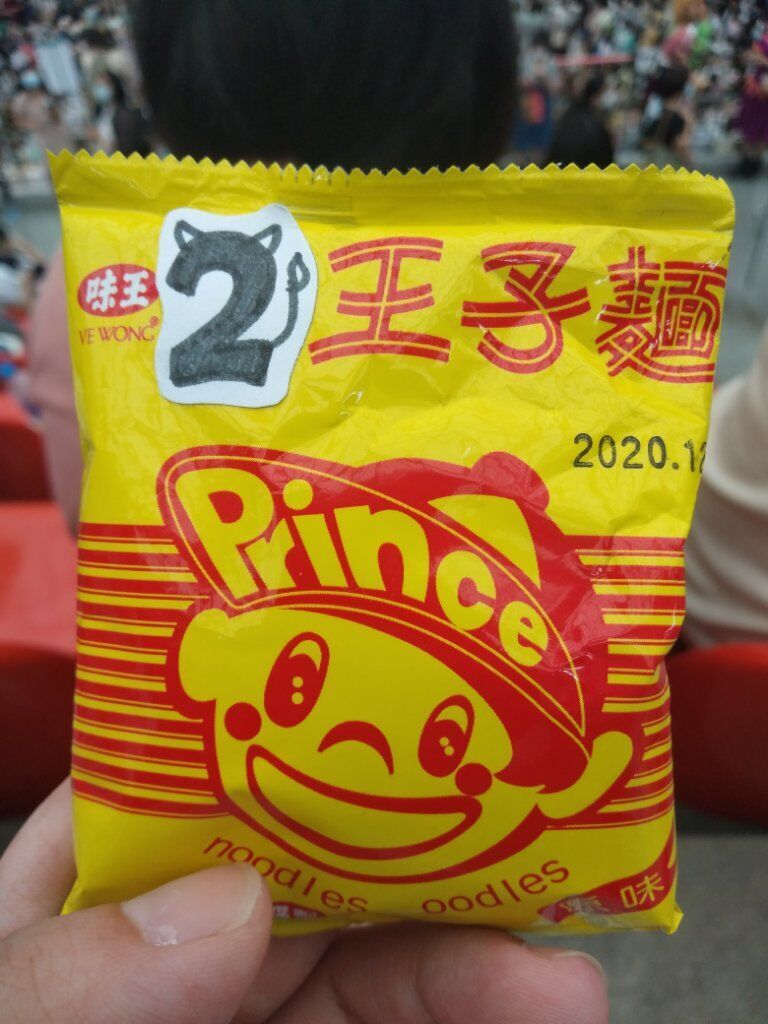 味王
VE WONG®
2王子麵
2020.12
Prince
noodles oodles
味